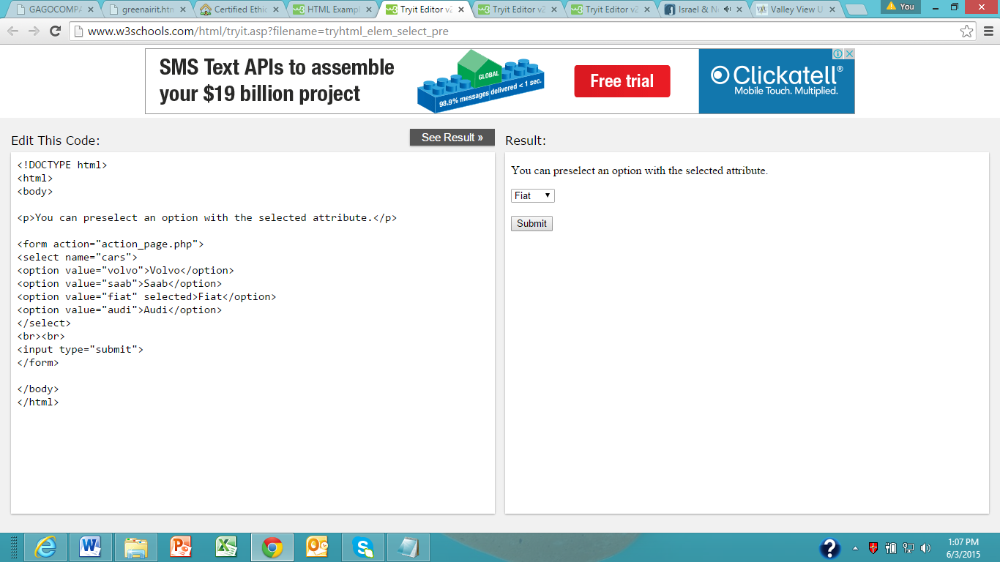 GAGOCOMPA
greenairit.htm
Certified Ethic
HTML Exampl
Tryit Editor v2
Tryit Editor v2
Tryit Editor v2
Israel & Ne
Valley View U
You
www.w3schools.com/html/tryit.asp?filename=tryhtml_elem_select_pre
SMS Text APIs to assemble
your $19 billion project
GLOBAL
98.9% messages delivered < 1 sec.
Free trial
Clickatell®
Mobile Touch. Multiplied.
Edit This Code:
See Result »
Result:
<!DOCTYPE html>
<html>
<body>
<p>You can preselect an option with the selected attribute.</p>
<form action="action_page.php">
<select name="cars">
<option value="volvo">Volvo</option>
<option value="saab">Saab</option>
<option value="fiat" selected>Fiat</option>
<option value="audi">Audi</option>
</select>
<br><br>
<input type="submit">
</form>
</body>
</html>
You can preselect an option with the selected attribute.
Fiat
Submit
1:07 PM
6/3/2015